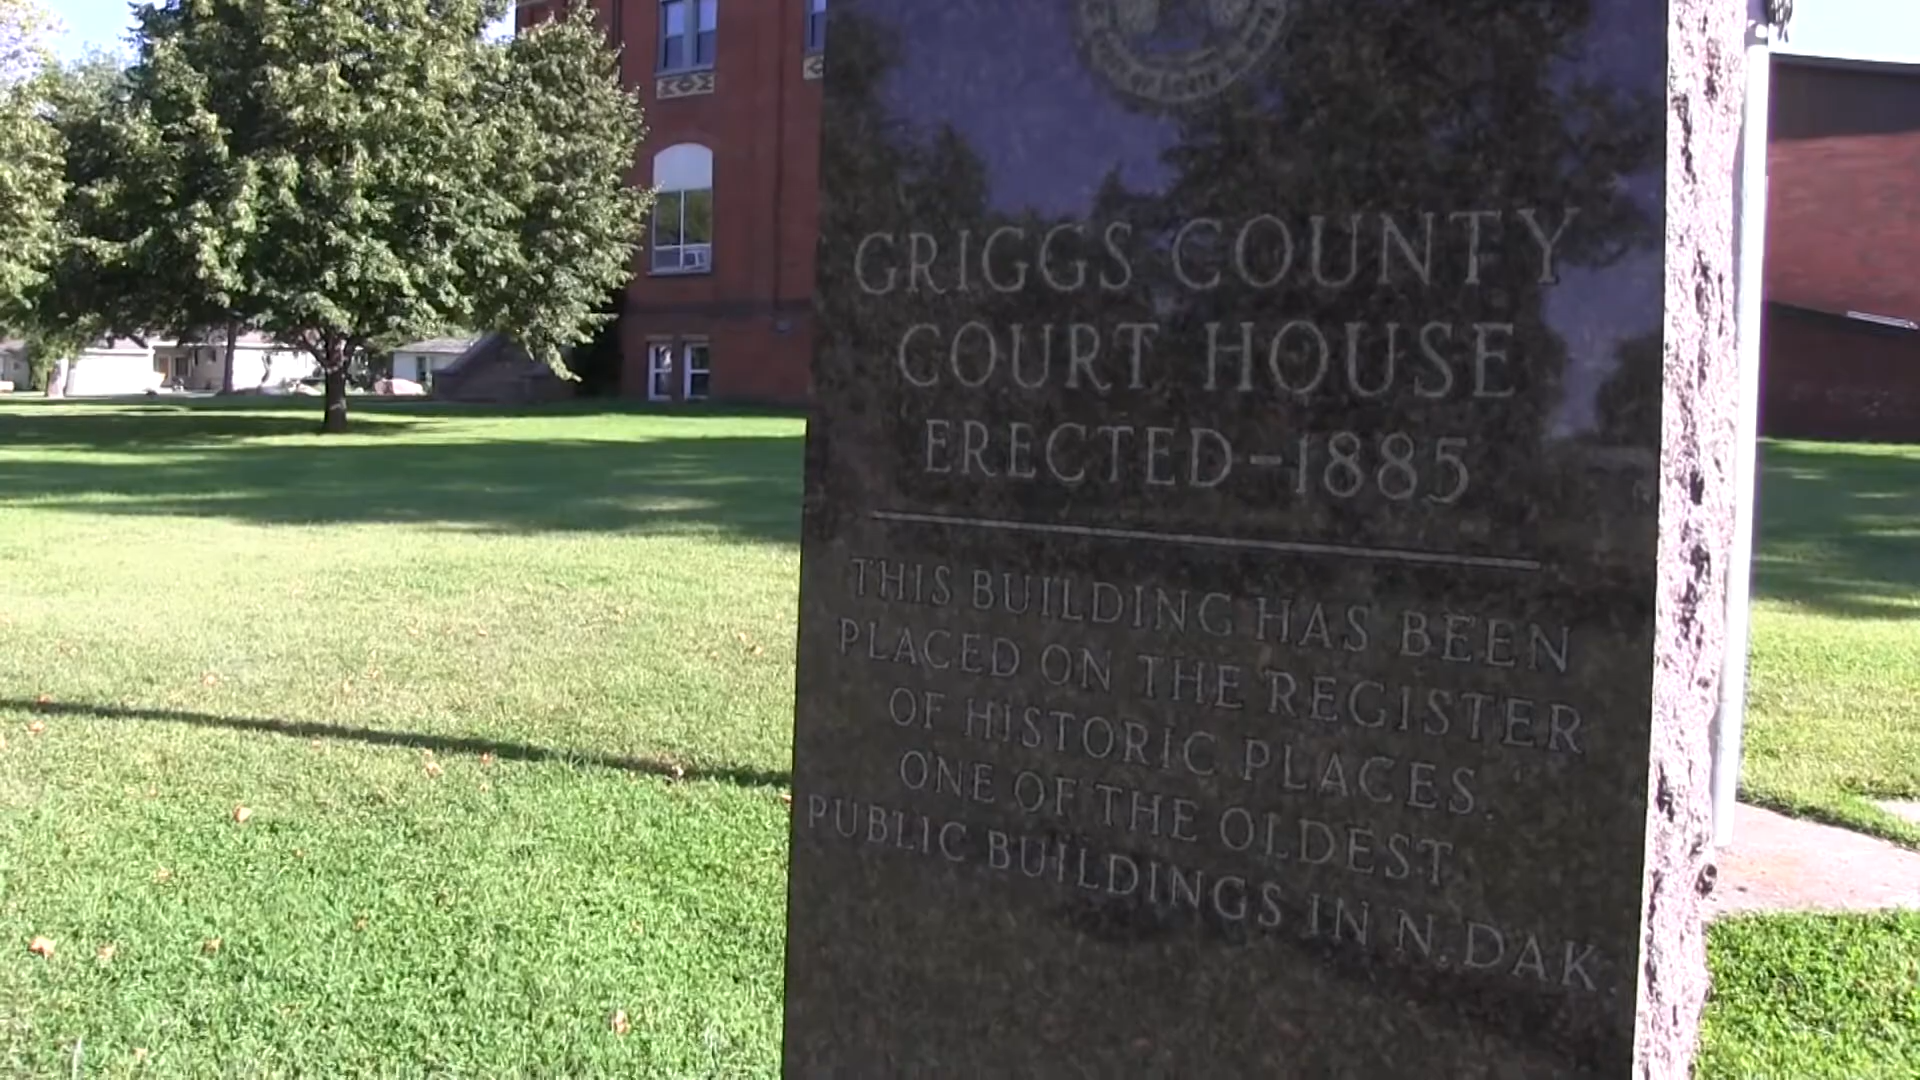 GRIGGS COUNTY
COURT HOUSE
ERECTED-1885
THIS BUILDING HAS BEEN
PLACED ON THE REGISTER
OF HISTORIC PLACES.
ONE OF THE OLDEST
PUBLIC BUILDINGS IN N. DAK.